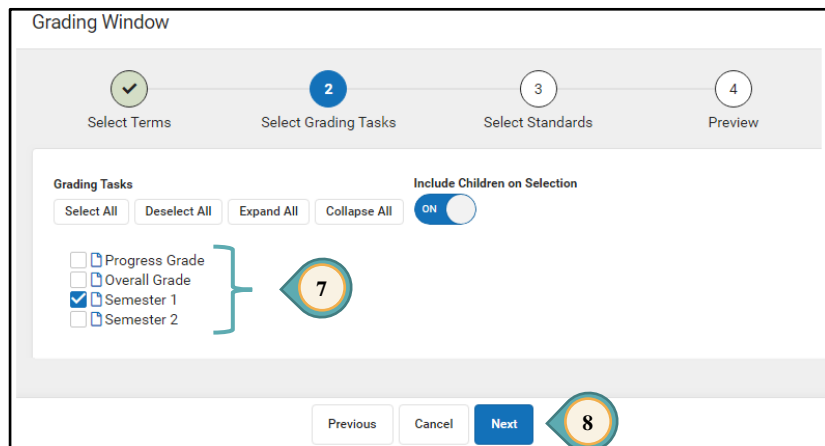 Grading Window
2 3 4
Select Terms Select Grading Tasks Select Standards Preview
Grading Tasks Include Children on Selection
Select All Deselect All Expand All Collapse All ON
Progress Grade
Overall Grade
7
Semester 1
Semester 2
Previous Cancel Next 8